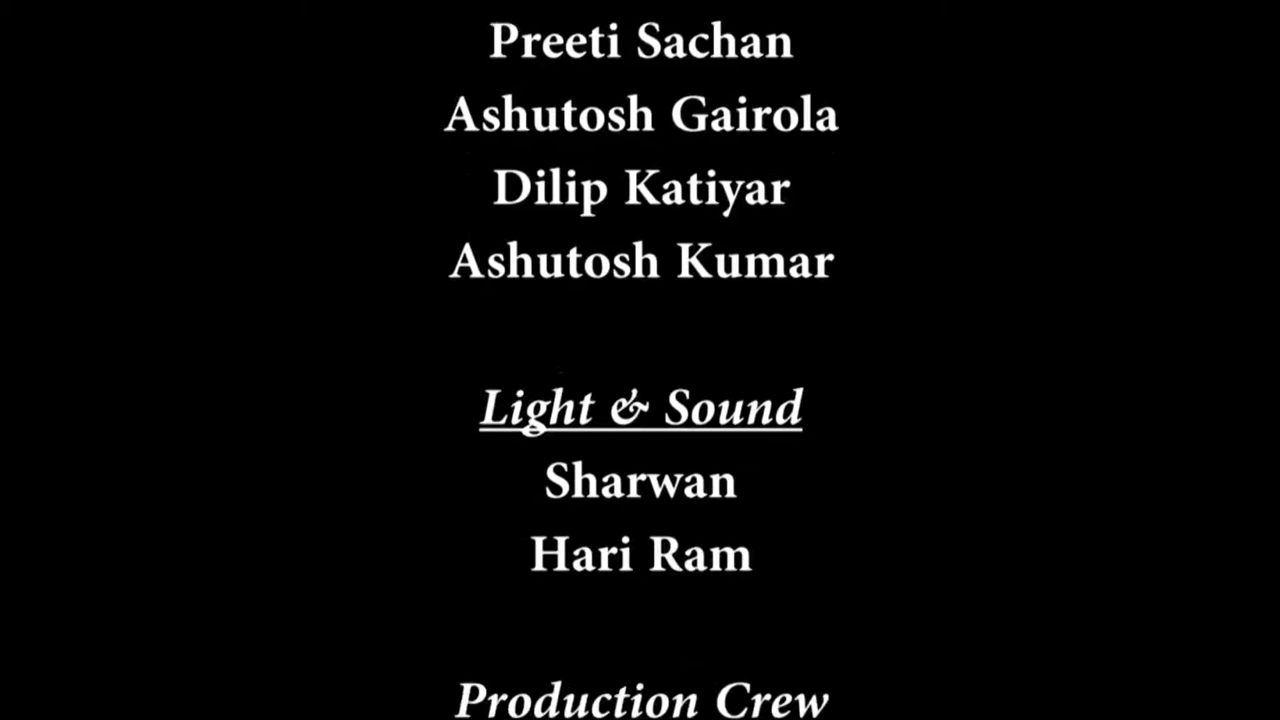 Preeti Sachan
Ashutosh Gairola
Dilip Katiyar
Ashutosh Kumar
Light & Sound
Sharwan
Hari Ram
Production Crew